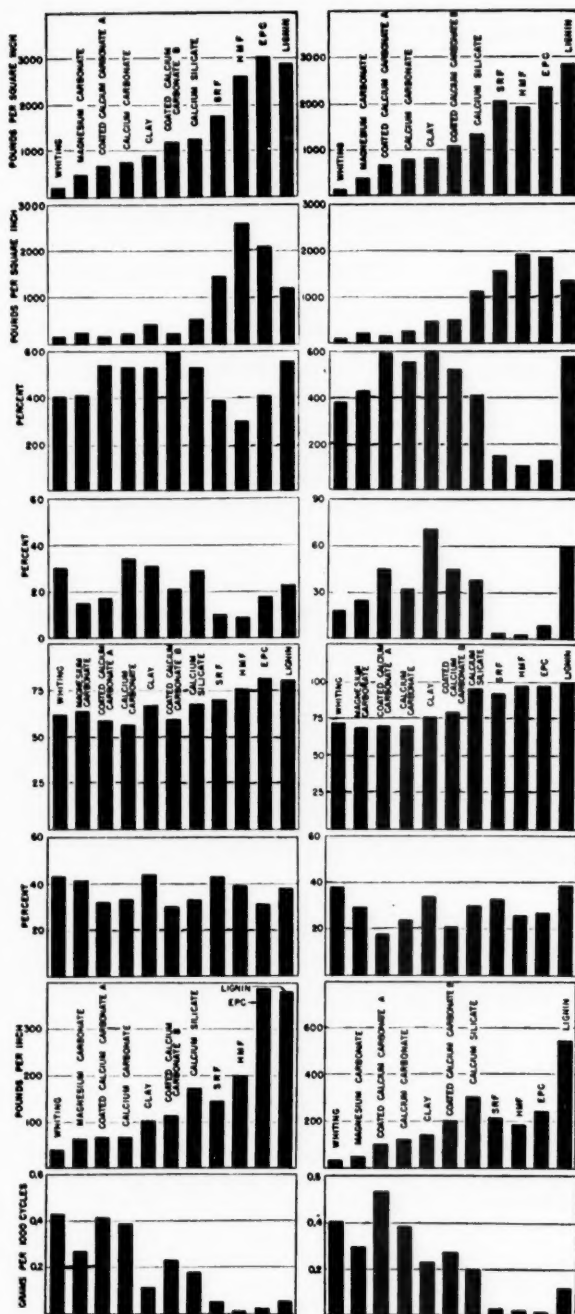 POUNDS PER SQUARE INCH
3000
2000
1000
WHITING
MAGNESIUM CARBONATE
COATED CALCIUM CARBONATE A
CALCIUM CARBONATE
CLAY
COATED CALCIUM
CARBONATE B
CALCIUM SILICATE
SRF
HMF
EPC
LIGNIN
3000
2000
1000
WHITING
MAGNESIUM CARBONATE
COATED CALCIUM CARBONATE A
CALCIUM CARBONATE
CLAY
COATED CALCIUM CARBONATE B
CALCIUM SILICATE
SRF
HMF
EPC
LIGNIN
POUNDS PER SQUARE INCH
3000
2000
1000
3000
2000
1000
PERCENT
600
400
200
600
400
200
PERCENT
60
40
20
0
90
60
30
75
50
25
WHITING
MAGNESIUM
CARBONATE
COATED CALCIUM
CARBONATE A
CALCIUM
CARBONATE
CLAY
COATED CALCIUM
CARBONATE B
CALCIUM
SILICATE
SRF
HMF
EPC
LIGNIN
100
75
50
25
WHITING
MAGNESIUM
CARBONATE
COATED CALCIUM
CARBONATE A
CALCIUM
CARBONATE
CLAY
COATED
CALCIUM
CARBONATE B
CALCIUM
SILICATE
SRF
HMF
EPC
LIGNIN
PERCENT
60
40
20
60
40
20
POUNDS PER INCH
300
200
100
WHITING
MAGNESIUM CARBONATE
COATED CALCIUM CARBONATE A
CALCIUM CARBONATE
CLAY
COATED CALCIUM
CARBONATE B
CALCIUM SILICATE
SRF
HMF
LIGNIN
EPC
600
400
200
WHITING
MAGNESIUM CARBONATE
COATED CALCIUM CARBONATE A
CALCIUM CARBONATE
CLAY
COATED CALCIUM CARBONATE B
CALCIUM SILICATE
SRF
HMF
EPC
LIGNIN
GRAMS PER 1000 CYCLES
0.6
0.4
0.2
0.6
0.4
0.2